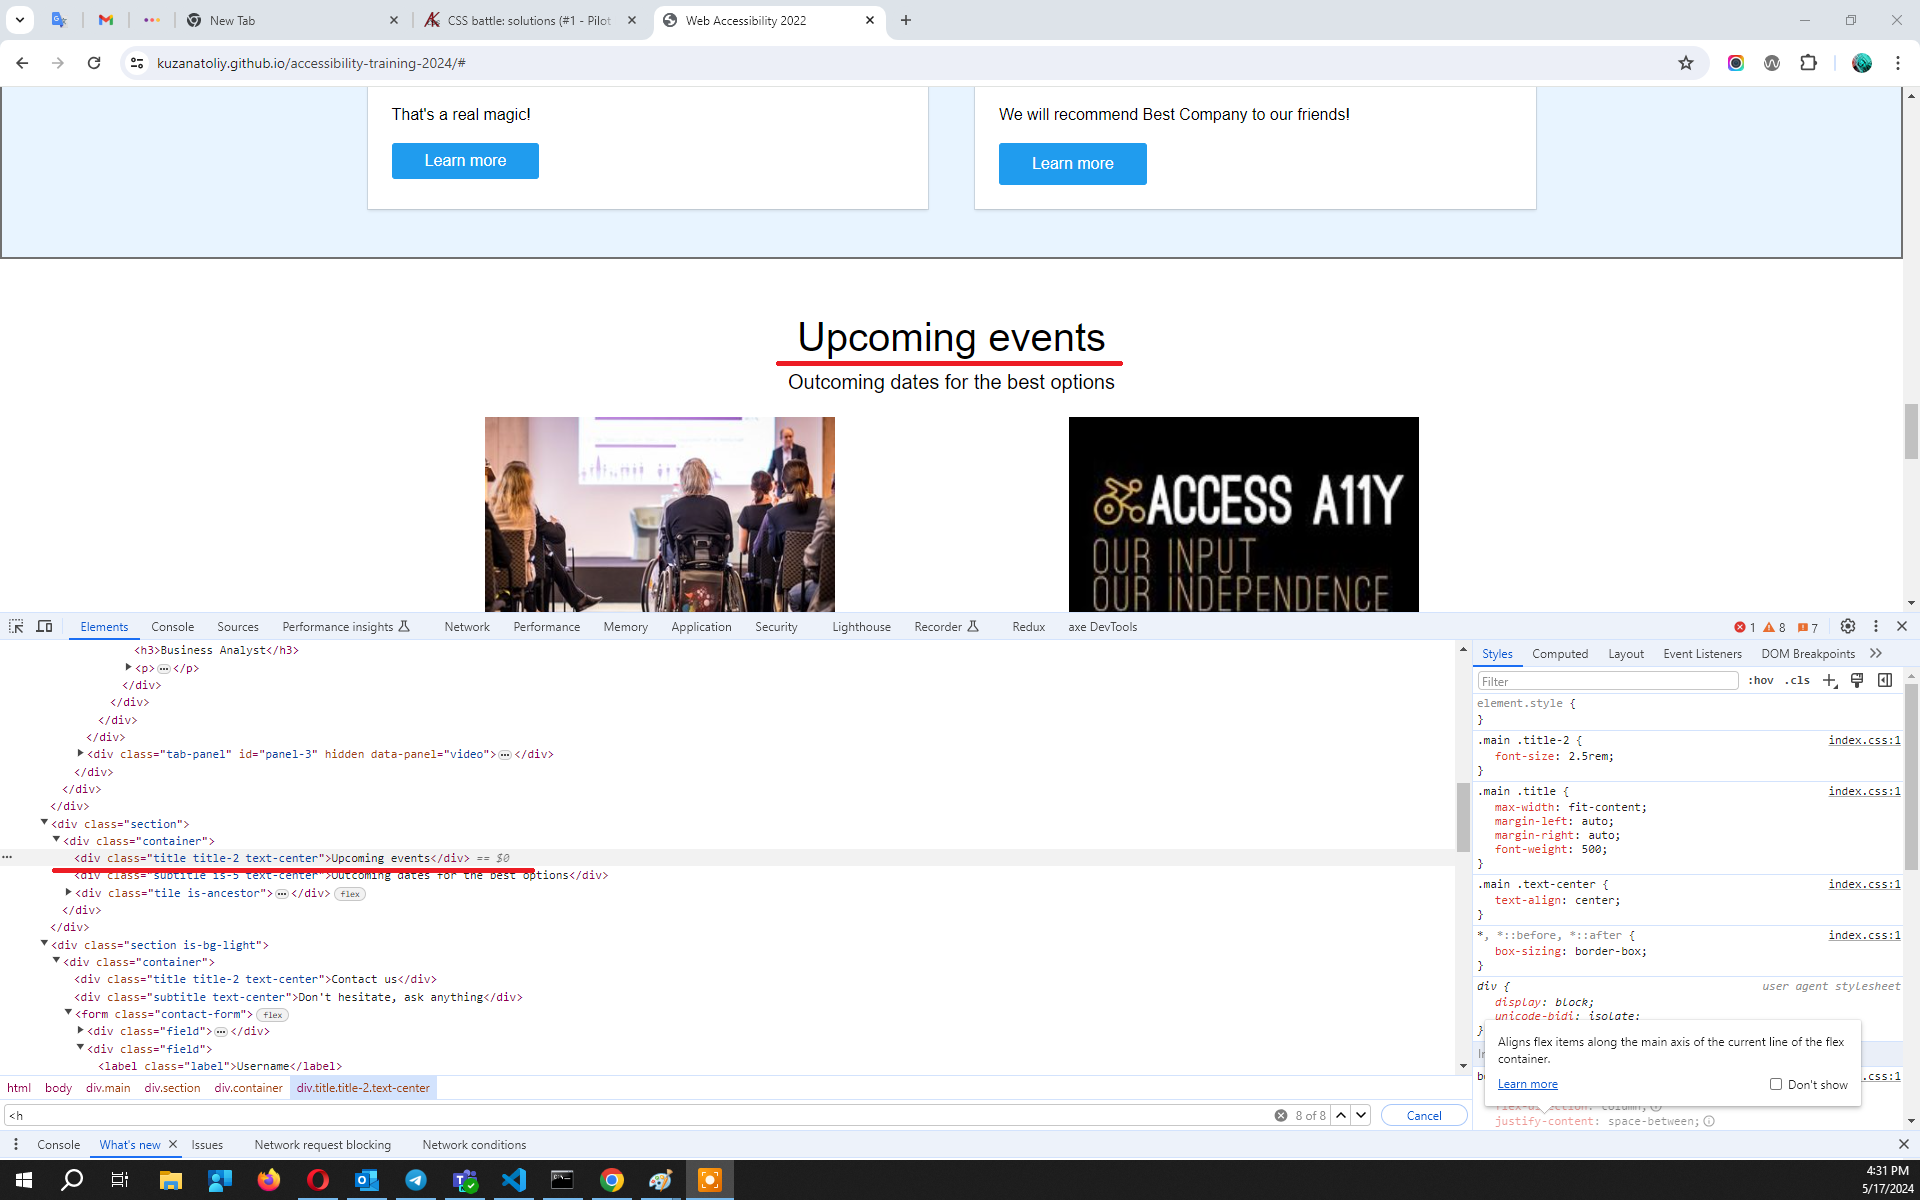 New Tab
CSS battle: solutions (#1 - Pilot
Web Accessibility 2022
kuzanatoliy.github.io/accessibility-training-2024/#
That's a real magic!
We will recommend Best Company to our friends!
Learn more
Learn more
Upcoming events
Outcoming dates for the best options
ACCESS A11Y
OUR INPUT
OUR INDEPENDENCE
Elements Console Sources Performance insights Network Performance Memory Application Security Lighthouse Recorder Redux axe DevTools 1 8 7
<h3>Business Analyst</h3>
<p> … </p>
</div>
</div>
</div>
</div>
<div class="tab-panel" id="panel-3" hidden data-panel="video"> … </div>
</div>
</div>
</div>
<div class="section">
<div class="container">
<div class="title title-2 text-center">Upcoming events</div> == $0
<div class="subtitle is-5 text-center">Outcoming dates for the best options</div>
<div class="tile is-ancestor"> … </div> flex
</div>
</div>
<div class="section is-bg-light">
<div class="container">
<div class="title title-2 text-center">Contact us</div>
<div class="subtitle text-center">Don't hesitate, ask anything</div>
<form class="contact-form"> flex
<div class="field"> … </div>
<div class="field">
<label class="label">Username</label>
html body div.main div.section div.container div.title.title-2.text-center
<h 8 of 8 Cancel
Styles Computed Layout Event Listeners DOM Breakpoints
Filter :hov .cls
element.style {
}
.main .title-2 { index.css:1
font-size: 2.5rem;
}
.main .title { index.css:1
max-width: fit-content;
margin-left: auto;
margin-right: auto;
font-weight: 500;
}
.main .text-center { index.css:1
text-align: center;
}
*, *::before, *::after { index.css:1
box-sizing: border-box;
}
div { user agent stylesheet
display: block;
unicode-bidi: isolate;
}
Aligns flex items along the main axis of the current line of the flex
container.
Learn more Don't show
.css:1
flex-direction: column;
justify-content: space-between;
Console What's new Issues Network request blocking Network conditions
4:31 PM
5/17/2024